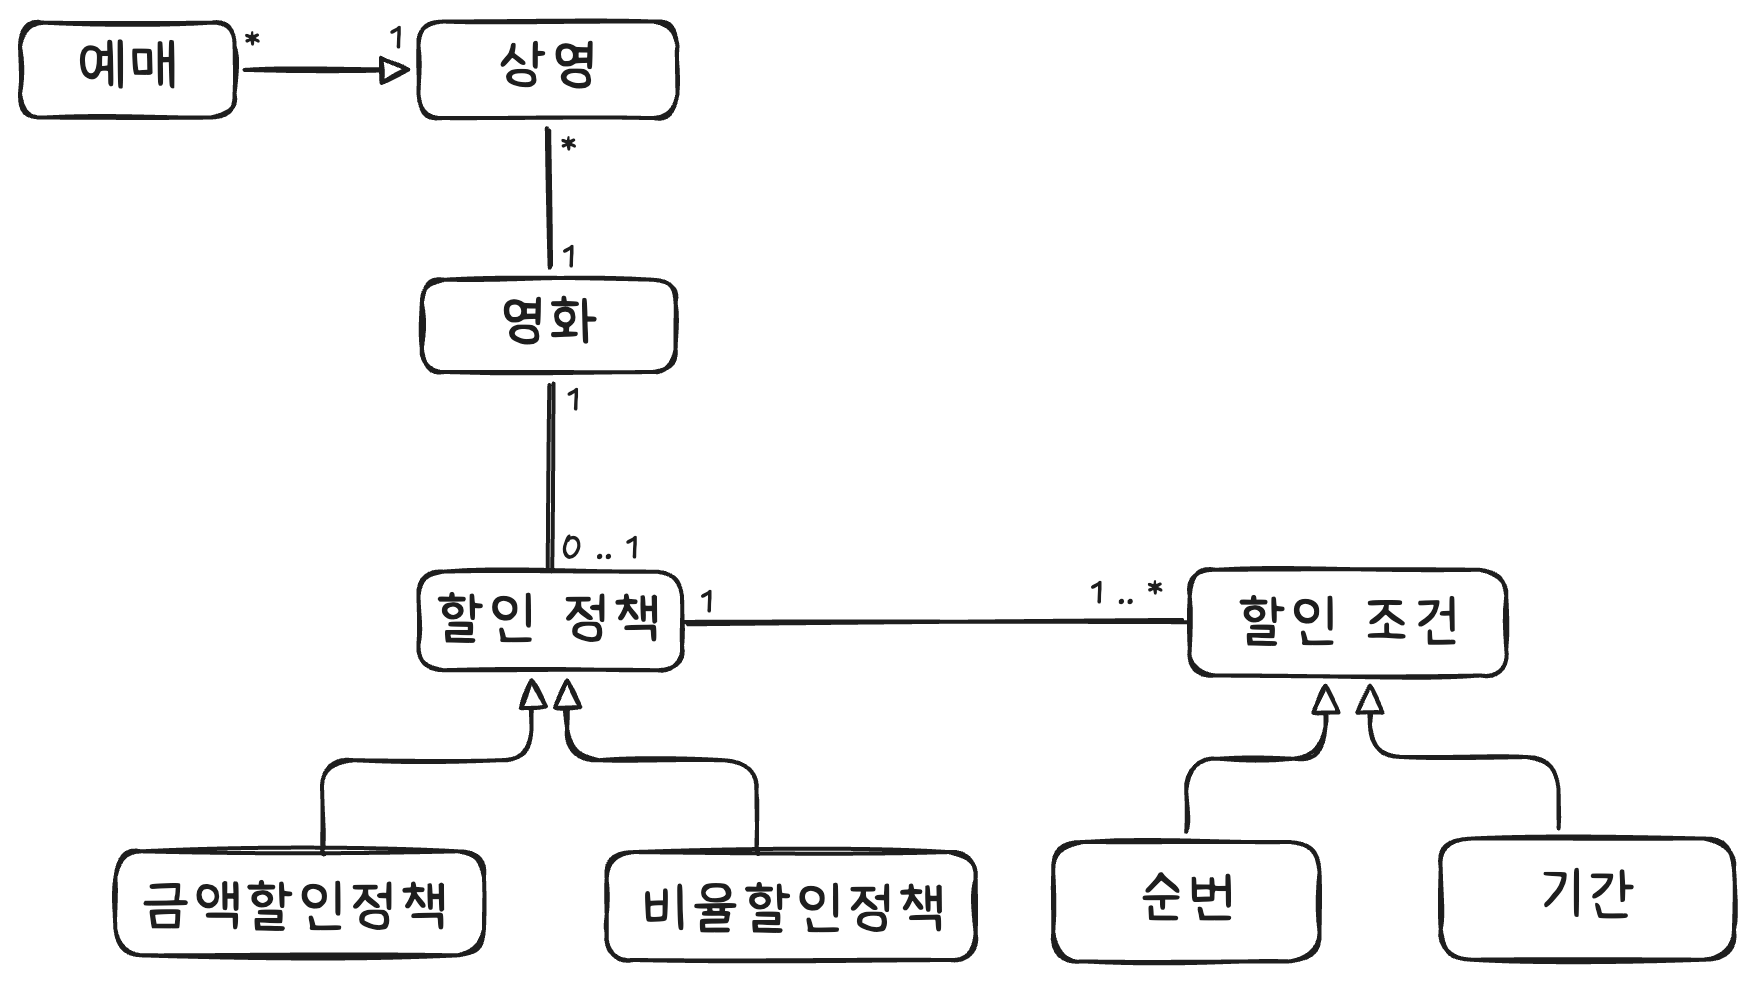 예매
*
1
상영
*
1
영화
1
0 .. 1
할인 정책
1
1 .. *
할인 조건
금액할인정책
비율할인정책
순번
기간